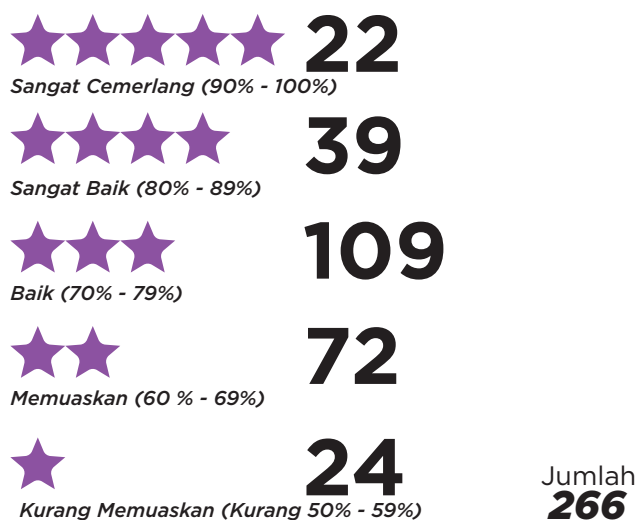 22
Sangat Cemerlang (90% - 100%)
39
Sangat Baik (80% - 89%)
109
Baik (70% - 79%)
72
Memuaskan (60 % - 69%)
24
Kurang Memuaskan (Kurang 50% - 59%)
Jumlah
266